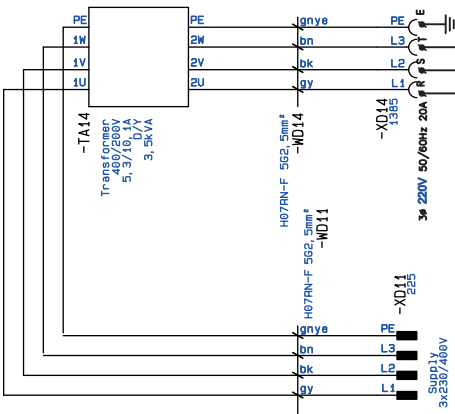 PE
1W
1V
1U
PE
2W
2V
2U
-TA14
Transformer
400/200V
5,3/10,1A
D/Y
3,5kVA
gnye
bn
bk
gy
-WD14
H07RN-F 5G2,5mm²
PE
L3
L2
L1
-XD14
1385
E
T
S
R
3ø 220V 50/60Hz 20A
-WD11
H07RN-F 5G2,5mm²
gnye
bn
bk
gy
PE
L3
L2
L1
-XD11
225
Supply
3x230/400V